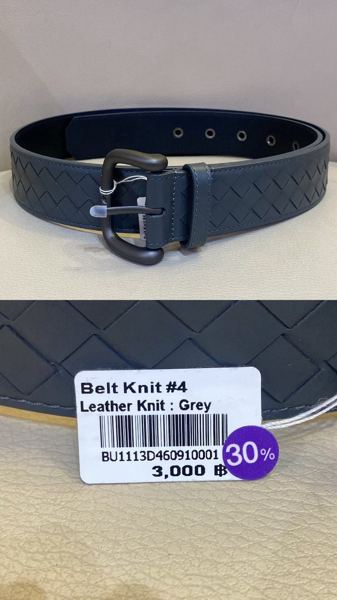 Belt Knit #4
Leather Knit : Grey
BU1113D460910001
3,000 ฿
30%